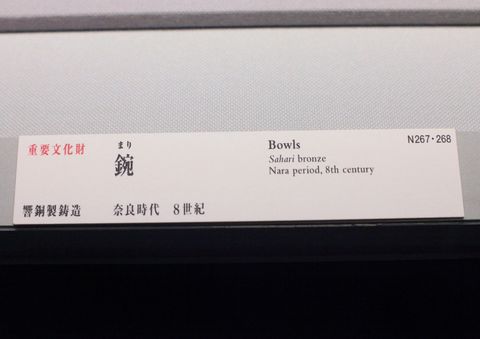 重要文化財
まり
鋺
響銅製鋳造
奈良時代 8世紀
Bowls
Sahari bronze
Nara period, 8th century
N267・268